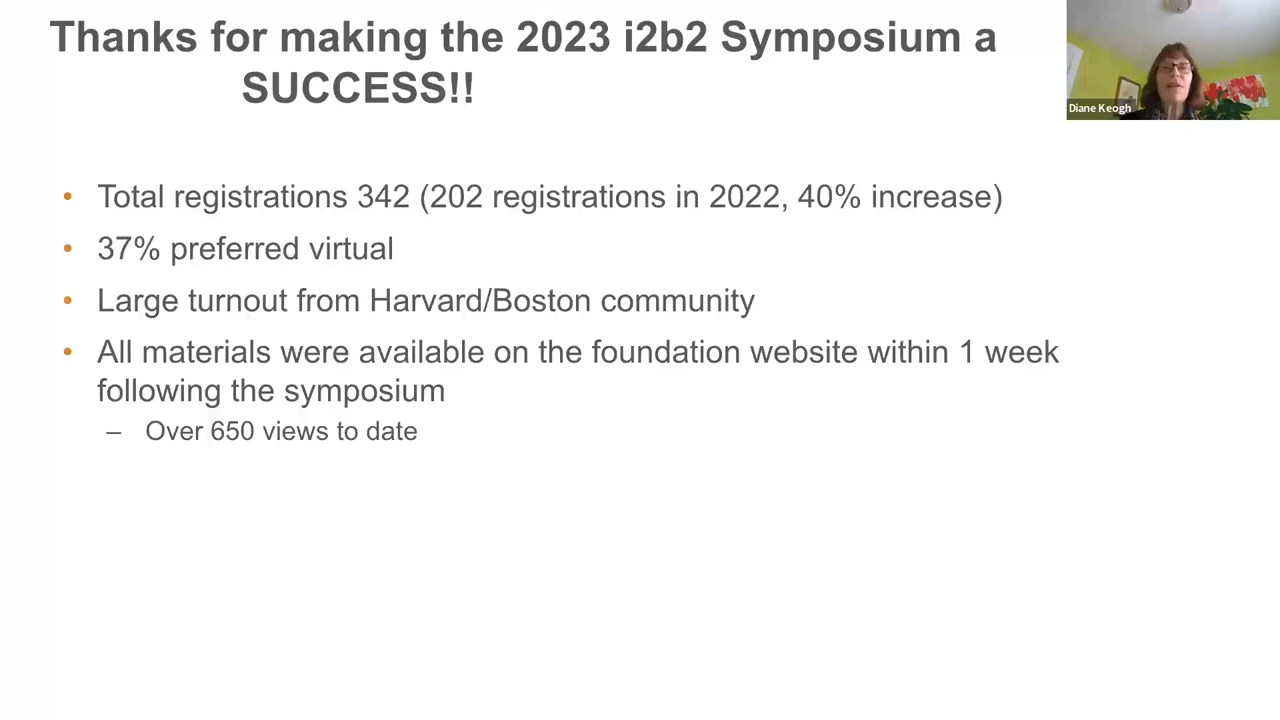 Thanks for making the 2023 i2b2 Symposium a
SUCCESS!!
Diane Keogh
• Total registrations 342 (202 registrations in 2022, 40% increase)
• 37% preferred virtual
• Large turnout from Harvard/Boston community
• All materials were available on the foundation website within 1 week
following the symposium
– Over 650 views to date